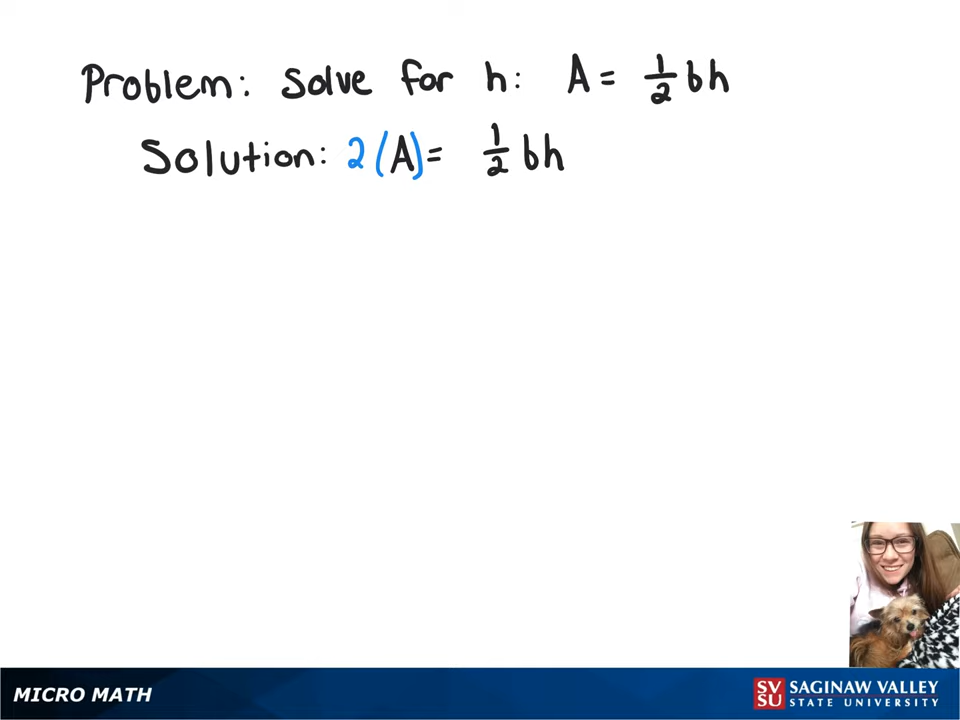 Problem: Solve for h: A = 1/2 bh
Solution: 2(A) = 1/2 bh
MICRO MATH
SVSU SAGINAW VALLEY STATE UNIVERSITY